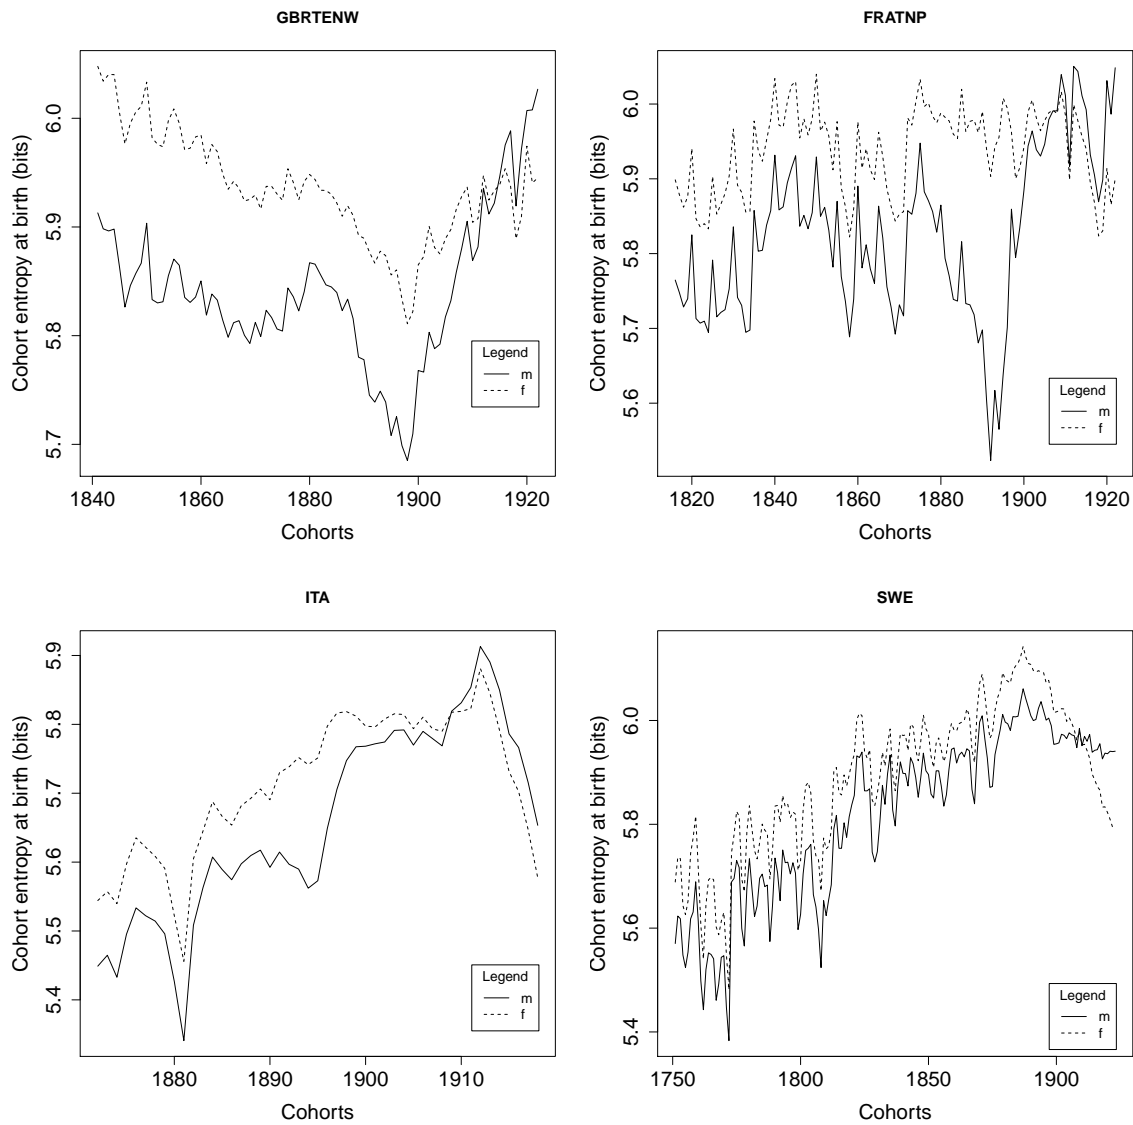 GBRTENW
Cohort entropy at birth (bits)
6.0
5.9
5.8
5.7
Legend
m
f
1840 1860 1880 1900 1920
Cohorts
FRATNP
Cohort entropy at birth (bits)
6.0
5.9
5.8
5.7
5.6
Legend
m
f
1820 1840 1860 1880 1900 1920
Cohorts
ITA
Cohort entropy at birth (bits)
5.9
5.8
5.7
5.6
5.5
5.4
Legend
m
f
1880 1890 1900 1910
Cohorts
SWE
Cohort entropy at birth (bits)
6.0
5.8
5.6
5.4
Legend
m
f
1750 1800 1850 1900
Cohorts